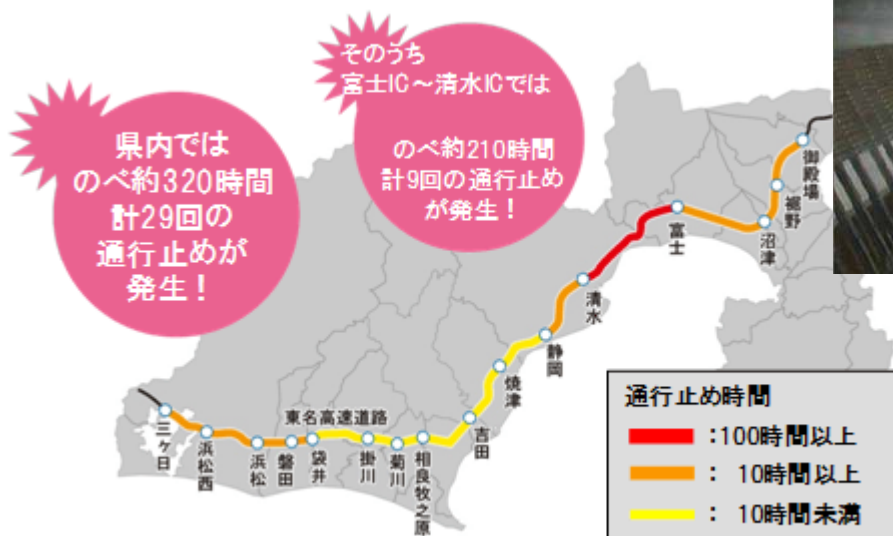 県内では
のべ約320時間
計29回の
通行止めが
発生！
そのうち
富士IC～清水ICでは
のべ約210時間
計9回の通行止め
が発生！
御殿場
裾野
沼津
富士
清水
静岡
焼津
吉田
相良牧之原
菊川
掛川
袋井
磐田
浜松
浜松西
三ヶ日
東名高速道路
通行止め時間
：100時間以上
： 10時間以上
： 10時間未満